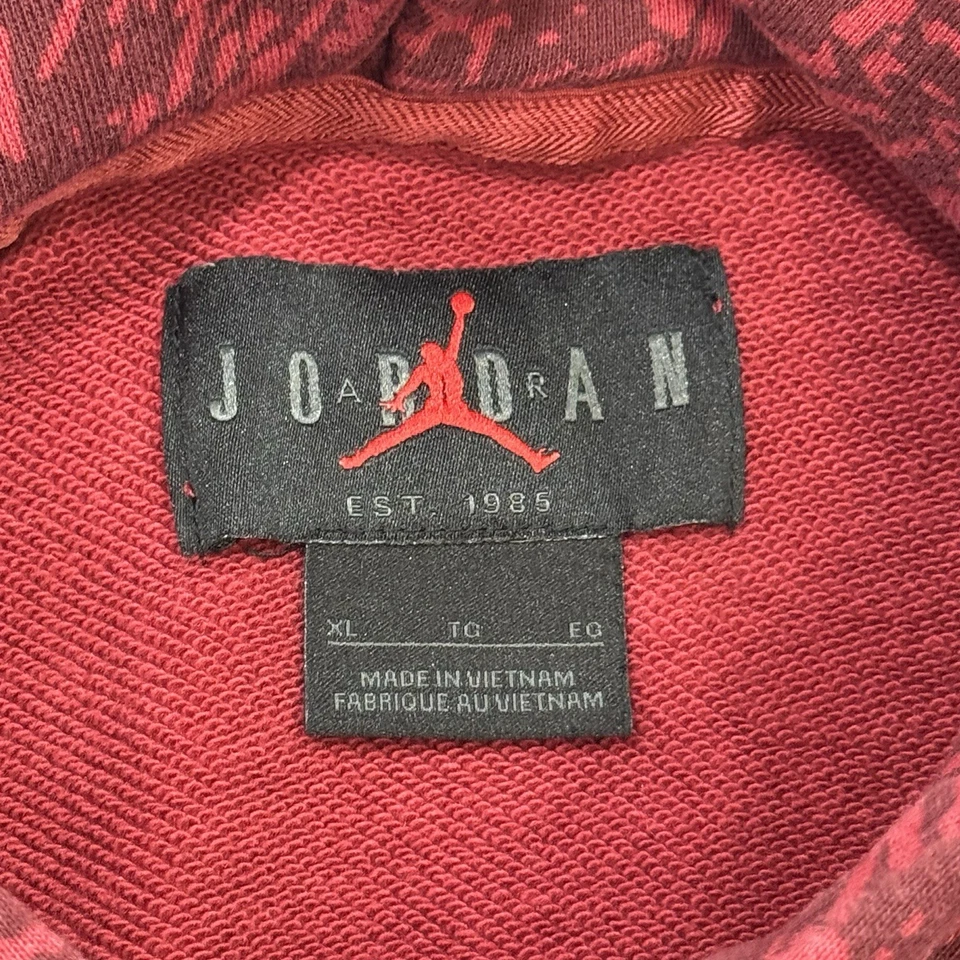 JORDAN
AIR
EST. 1985
XL TG EG
MADE IN VIETNAM
FABRIQUE AU VIETNAM